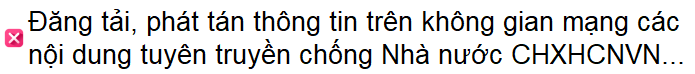 Đăng tải, phát tán thông tin trên không gian mạng các
nội dung tuyên truyền chống Nhà nước CHXHCNVN...